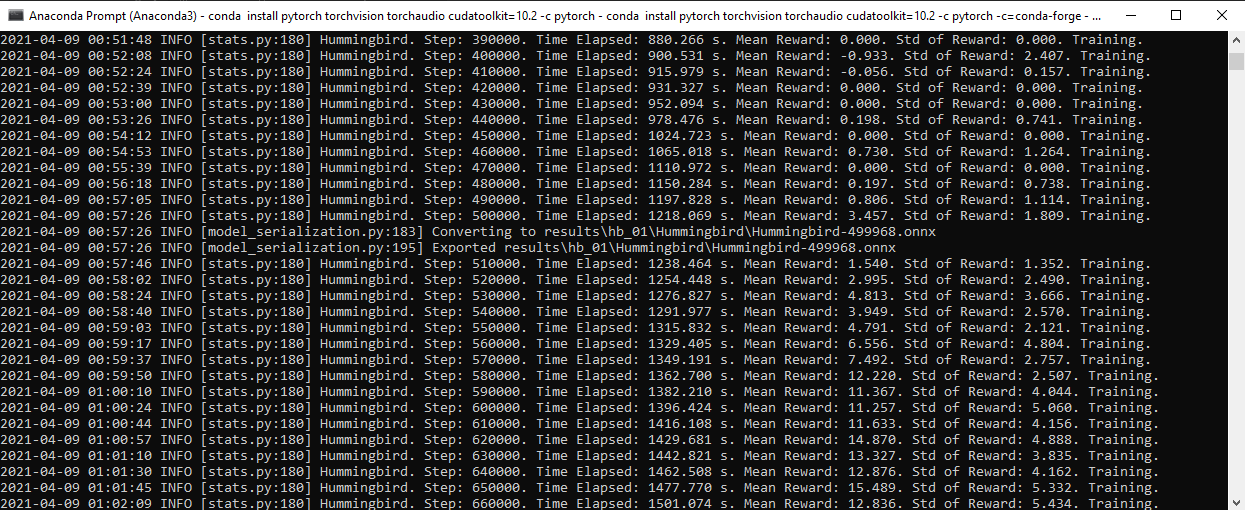 Anaconda Prompt (Anaconda3) - conda  install pytorch torchvision torchaudio cudatoolkit=10.2 -c pytorch - conda  install pytorch torchvision torchaudio cudatoolkit=10.2 -c pytorch -c=conda-forge - ...
2021-04-09 00:51:48 INFO [stats.py:180] Hummingbird. Step: 390000. Time Elapsed: 880.266 s. Mean Reward: 0.000. Std of Reward: 0.000. Training.
2021-04-09 00:52:08 INFO [stats.py:180] Hummingbird. Step: 400000. Time Elapsed: 900.531 s. Mean Reward: -0.933. Std of Reward: 2.407. Training.
2021-04-09 00:52:24 INFO [stats.py:180] Hummingbird. Step: 410000. Time Elapsed: 915.979 s. Mean Reward: -0.056. Std of Reward: 0.157. Training.
2021-04-09 00:52:39 INFO [stats.py:180] Hummingbird. Step: 420000. Time Elapsed: 931.327 s. Mean Reward: 0.000. Std of Reward: 0.000. Training.
2021-04-09 00:53:00 INFO [stats.py:180] Hummingbird. Step: 430000. Time Elapsed: 952.094 s. Mean Reward: 0.000. Std of Reward: 0.000. Training.
2021-04-09 00:53:26 INFO [stats.py:180] Hummingbird. Step: 440000. Time Elapsed: 978.476 s. Mean Reward: 0.198. Std of Reward: 0.741. Training.
2021-04-09 00:54:12 INFO [stats.py:180] Hummingbird. Step: 450000. Time Elapsed: 1024.723 s. Mean Reward: 0.000. Std of Reward: 0.000. Training.
2021-04-09 00:54:53 INFO [stats.py:180] Hummingbird. Step: 460000. Time Elapsed: 1065.018 s. Mean Reward: 0.730. Std of Reward: 1.264. Training.
2021-04-09 00:55:39 INFO [stats.py:180] Hummingbird. Step: 470000. Time Elapsed: 1110.972 s. Mean Reward: 0.000. Std of Reward: 0.000. Training.
2021-04-09 00:56:18 INFO [stats.py:180] Hummingbird. Step: 480000. Time Elapsed: 1150.284 s. Mean Reward: 0.197. Std of Reward: 0.738. Training.
2021-04-09 00:57:05 INFO [stats.py:180] Hummingbird. Step: 490000. Time Elapsed: 1197.828 s. Mean Reward: 0.806. Std of Reward: 1.114. Training.
2021-04-09 00:57:26 INFO [stats.py:180] Hummingbird. Step: 500000. Time Elapsed: 1218.069 s. Mean Reward: 3.457. Std of Reward: 1.809. Training.
2021-04-09 00:57:26 INFO [model_serialization.py:183] Converting to results\hb_01\Hummingbird\Hummingbird-499968.onnx
2021-04-09 00:57:26 INFO [model_serialization.py:195] Exported results\hb_01\Hummingbird\Hummingbird-499968.onnx
2021-04-09 00:57:46 INFO [stats.py:180] Hummingbird. Step: 510000. Time Elapsed: 1238.464 s. Mean Reward: 1.540. Std of Reward: 1.352. Training.
2021-04-09 00:58:02 INFO [stats.py:180] Hummingbird. Step: 520000. Time Elapsed: 1254.448 s. Mean Reward: 2.995. Std of Reward: 2.490. Training.
2021-04-09 00:58:24 INFO [stats.py:180] Hummingbird. Step: 530000. Time Elapsed: 1276.827 s. Mean Reward: 4.813. Std of Reward: 3.666. Training.
2021-04-09 00:58:40 INFO [stats.py:180] Hummingbird. Step: 540000. Time Elapsed: 1291.977 s. Mean Reward: 3.949. Std of Reward: 2.570. Training.
2021-04-09 00:59:03 INFO [stats.py:180] Hummingbird. Step: 550000. Time Elapsed: 1315.832 s. Mean Reward: 4.791. Std of Reward: 2.121. Training.
2021-04-09 00:59:17 INFO [stats.py:180] Hummingbird. Step: 560000. Time Elapsed: 1329.405 s. Mean Reward: 6.556. Std of Reward: 4.804. Training.
2021-04-09 00:59:37 INFO [stats.py:180] Hummingbird. Step: 570000. Time Elapsed: 1349.191 s. Mean Reward: 7.492. Std of Reward: 2.757. Training.
2021-04-09 00:59:50 INFO [stats.py:180] Hummingbird. Step: 580000. Time Elapsed: 1362.700 s. Mean Reward: 12.220. Std of Reward: 2.507. Training.
2021-04-09 01:00:10 INFO [stats.py:180] Hummingbird. Step: 590000. Time Elapsed: 1382.210 s. Mean Reward: 11.367. Std of Reward: 4.044. Training.
2021-04-09 01:00:24 INFO [stats.py:180] Hummingbird. Step: 600000. Time Elapsed: 1396.424 s. Mean Reward: 11.257. Std of Reward: 5.060. Training.
2021-04-09 01:00:44 INFO [stats.py:180] Hummingbird. Step: 610000. Time Elapsed: 1416.108 s. Mean Reward: 11.633. Std of Reward: 4.156. Training.
2021-04-09 01:00:57 INFO [stats.py:180] Hummingbird. Step: 620000. Time Elapsed: 1429.681 s. Mean Reward: 14.870. Std of Reward: 4.888. Training.
2021-04-09 01:01:10 INFO [stats.py:180] Hummingbird. Step: 630000. Time Elapsed: 1442.821 s. Mean Reward: 13.327. Std of Reward: 3.835. Training.
2021-04-09 01:01:30 INFO [stats.py:180] Hummingbird. Step: 640000. Time Elapsed: 1462.508 s. Mean Reward: 12.876. Std of Reward: 4.162. Training.
2021-04-09 01:01:45 INFO [stats.py:180] Hummingbird. Step: 650000. Time Elapsed: 1477.770 s. Mean Reward: 15.489. Std of Reward: 5.332. Training.
2021-04-09 01:02:09 INFO [stats.py:180] Hummingbird. Step: 660000. Time Elapsed: 1501.074 s. Mean Reward: 12.836. Std of Reward: 5.434. Training.